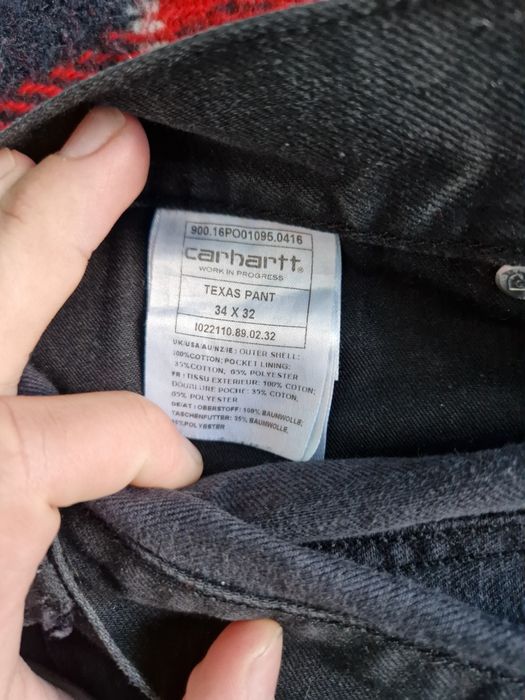 900.16PO01095.0416
carhartt®
WORK IN PROGRESS
TEXAS PANT
34 X 32
I022110.89.02.32
UK/USA/AU/NZ/IE: OUTER SHELL:
100%COTTON; POCKET LINING:
35%COTON, 65% POLYESTER
FR: TISSU EXTERIEUR: 100% COTON;
DOUBLURE POCHE: 35% COTON,
65% POLYESTER
DE/AT: OBERSTOFF: 100% BAUMWOLLE;
TASCHENFUTTER: 35% BAUMWOLLE,
65%POLYESTER